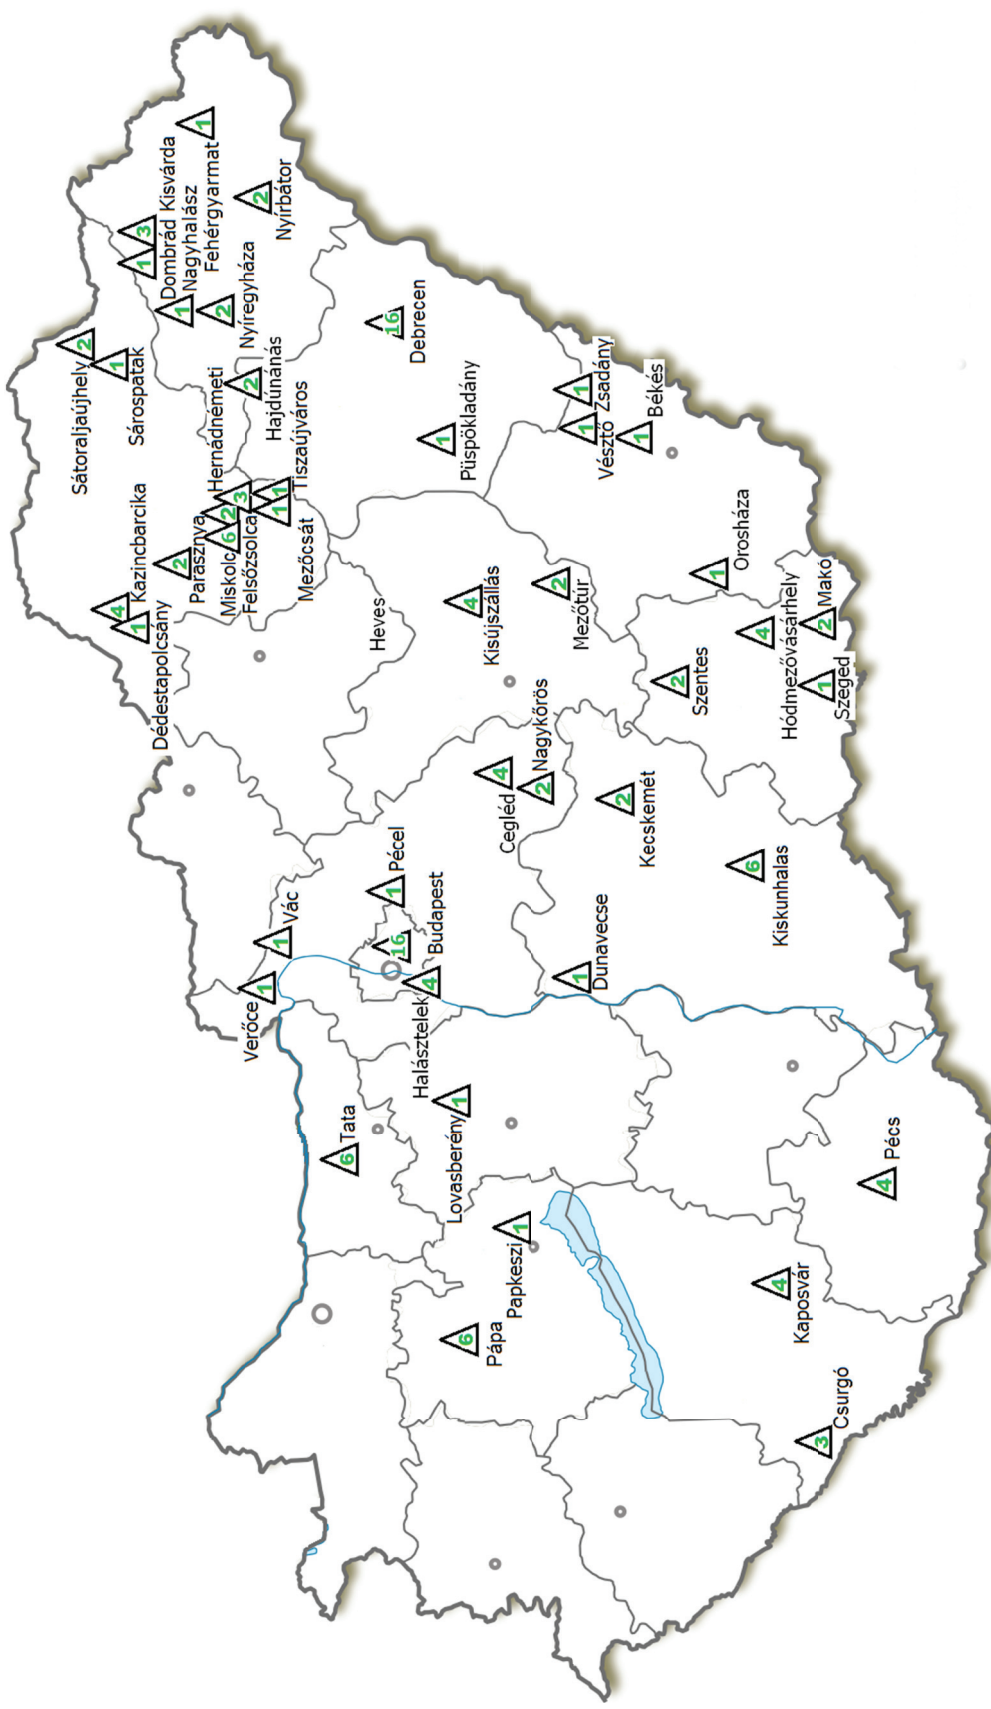 Sátoraljaújhely
2
Sárospatak
1
Dombrád
1
Kisvárda
3
Nagyhalász
1
Fehérgyarmat
1
Nyíregyháza
2
Nyírbátor
2
Hajdúnánás
2
Kazincbarcika
4
Dédestapolcsány
1
Parasznya
2
Miskolc
6
Felsőzsolca
2
Hernádnémeti
3
Tiszaújváros
1
Mezőcsát
1
Debrecen
16
Püspökladány
1
Heves
Kisújszállás
4
Mezőtúr
2
Zsadány
1
Vésztő
1
Békés
1
Orosháza
1
Szentes
2
Hódmezővásárhely
4
Makó
2
Szeged
1
Verőce
1
Vác
1
Pécel
1
Budapest
16
Halásztelek
4
Cegléd
4
Nagykőrös
2
Kecskemét
2
Dunavecse
1
Kiskunhalas
6
Tata
6
Lovasberény
1
Papkeszi
1
Pápa
6
Pécs
4
Kaposvár
4
Csurgó
3